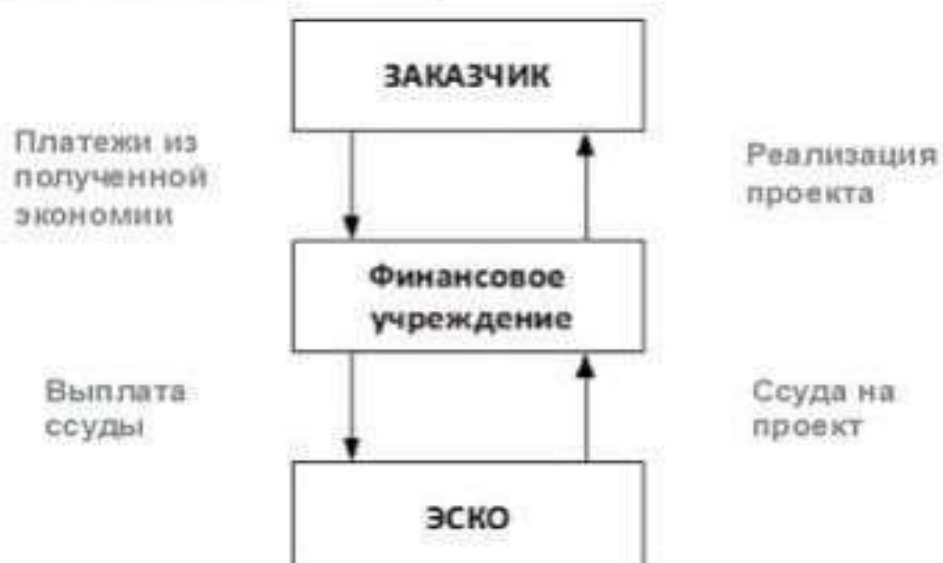 ЗАКАЗЧИК
Платежи из
полученной
экономии
Реализация
проекта
Финансовое
учреждение
Выплата
ссуды
Ссуда на
проект
ЭСКО